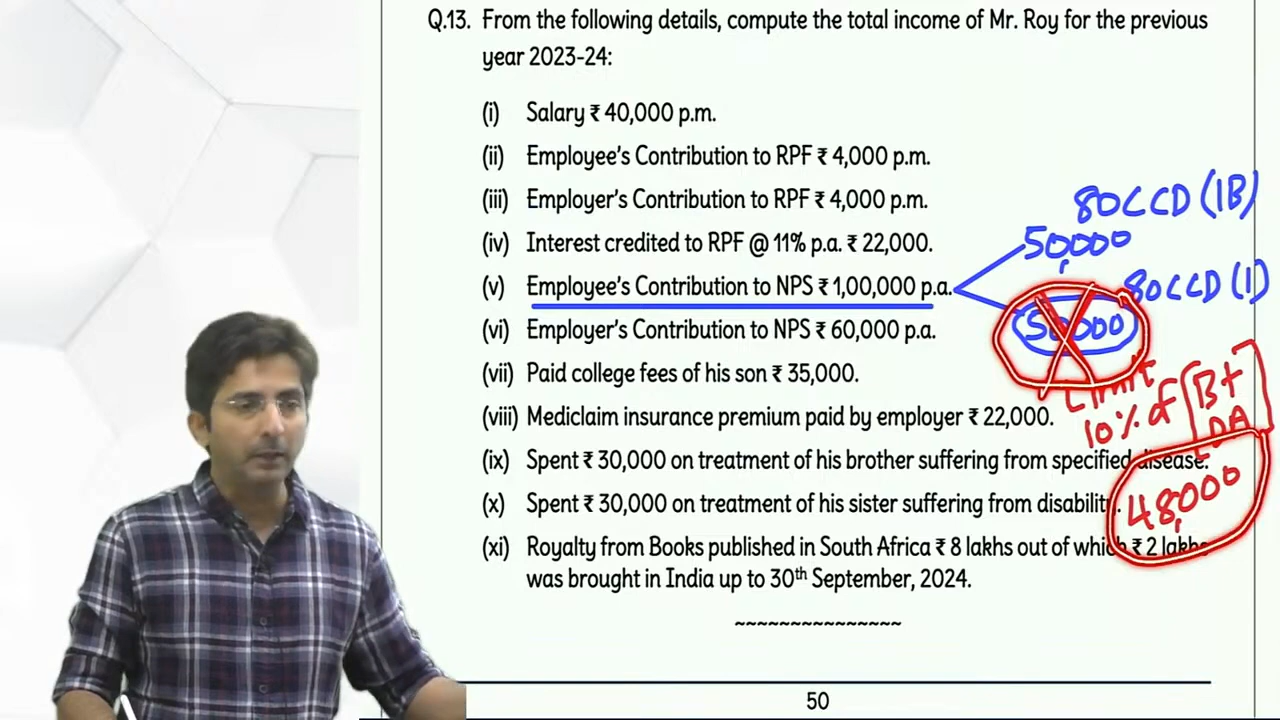 Q.13. From the following details, compute the total income of Mr. Roy for the previous
year 2023-24:
(i) Salary ₹ 40,000 p.m.
(ii) Employee's Contribution to RPF ₹ 4,000 p.m.
(iii) Employer's Contribution to RPF ₹ 4,000 p.m.
(iv) Interest credited to RPF @ 11% p.a. ₹ 22,000.
(v) Employee's Contribution to NPS ₹ 1,00,000 p.a.
80CCD (1B)
50,000
80CCD (1)
50,000
Limit
10% of [B+
DA]
48,000
(vi) Employer's Contribution to NPS ₹ 60,000 p.a.
(vii) Paid college fees of his son ₹ 35,000.
(viii) Mediclaim insurance premium paid by employer ₹ 22,000.
(ix) Spent ₹ 30,000 on treatment of his brother suffering from specified disease.
(x) Spent ₹ 30,000 on treatment of his sister suffering from disability.
(xi) Royalty from Books published in South Africa ₹ 8 lakhs out of which ₹ 2 lakhs
was brought in India up to 30th September, 2024.
~~~~~~~~~~~~~~~
50